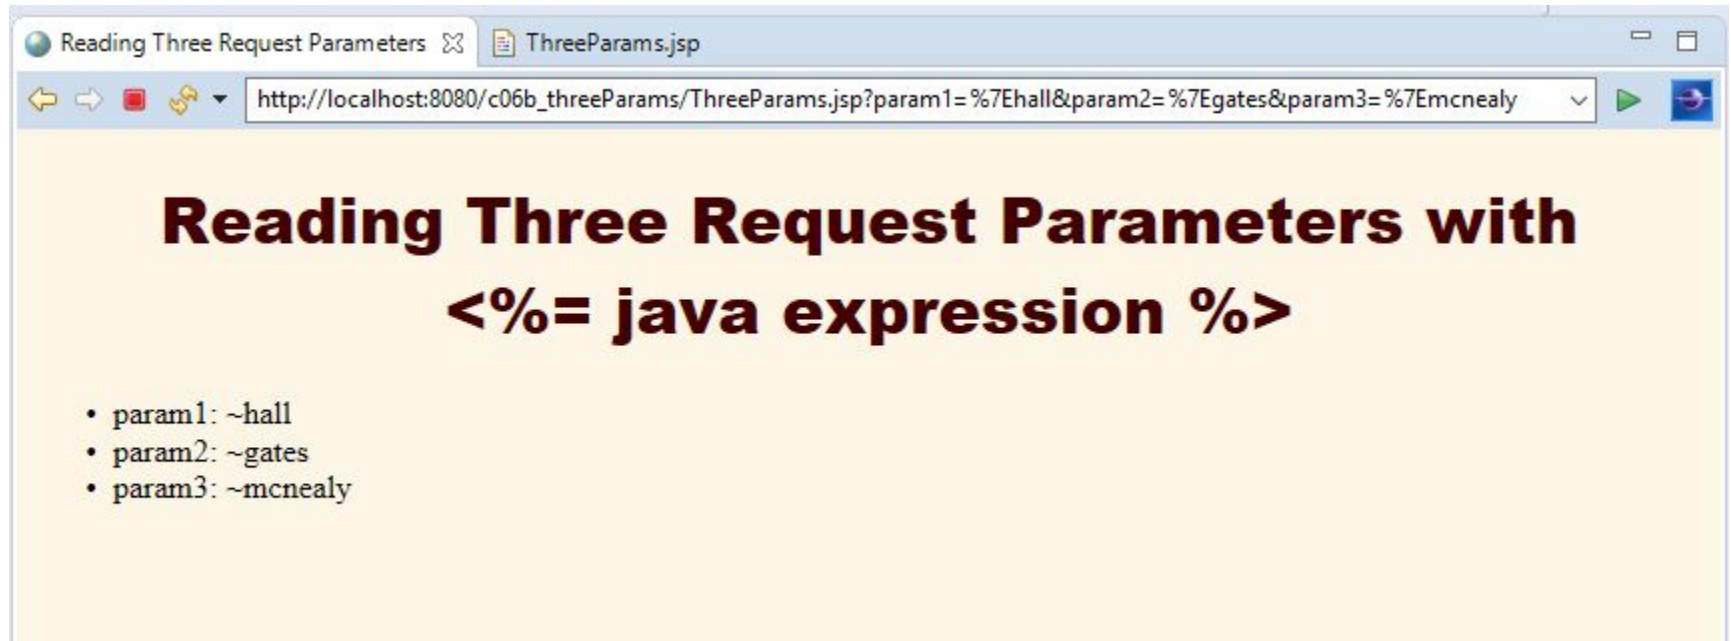 Reading Three Request Parameters
ThreeParams.jsp
http://localhost:8080/c06b_threeParams/ThreeParams.jsp?param1=%7Ehall&param2=%7Egates&param3=%7Emcnealy
Reading Three Request Parameters with
<%= java expression %>
• param1: ~hall
• param2: ~gates
• param3: ~mcnealy